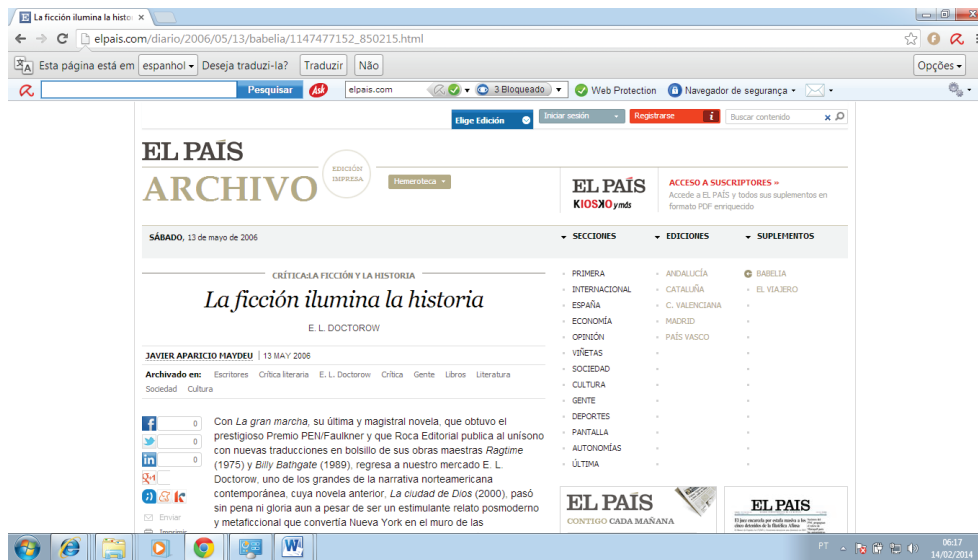 La ficción ilumina la histor
elpais.com/diario/2006/05/13/babelia/1147477152_850215.html
Esta página está em espanhol Deseja traduzi-la? Traduzir Não Opções
Pesquisar Ask elpais.com 3 Bloqueado Web Protection Navegador de segurança
Elige Edición Iniciar sesión Registrarse i Buscar contenido x
EL PAÍS
ARCHIVO
EDICIÓN
IMPRESA
Hemeroteca
EL PAÍS
KIOSKO y más
ACCESO A SUSCRIPTORES »
Accede a EL PAÍS y todos sus suplementos en
formato PDF enriquecido
SÁBADO, 13 de mayo de 2006
SECCIONES EDICIONES SUPLEMENTOS
CRÍTICA:LA FICCIÓN Y LA HISTORIA
La ficción ilumina la historia
E. L. DOCTOROW
JAVIER APARICIO MAYDEU | 13 MAY 2006
Archivado en: Escritores Crítica literaria E. L. Doctorow Crítica Gente Libros Literatura
Sociedad Cultura
0
0
0
Enviar
Imprimir
Con La gran marcha, su última y magistral novela, que obtuvo el
prestigioso Premio PEN/Faulkner y que Roca Editorial publica al unísono
con nuevas traducciones en bolsillo de sus obras maestras Ragtime
(1975) y Billy Bathgate (1989), regresa a nuestro mercado E. L.
Doctorow, uno de los grandes de la narrativa norteamericana
contemporánea, cuya novela anterior, La ciudad de Dios (2000), pasó
sin pena ni gloria aun a pesar de ser un estimulante relato posmoderno
y metaficcional que convertía Nueva York en el muro de las
PRIMERA ANDALUCÍA BABELIA
INTERNACIONAL CATALUÑA EL VIAJERO
ESPAÑA C. VALENCIANA
ECONOMÍA MADRID
OPINIÓN PAÍS VASCO
VIÑETAS
SOCIEDAD
CULTURA
GENTE
DEPORTES
PANTALLA
AUTONOMÍAS
ÚLTIMA
EL PAÍS
CONTIGO CADA MAÑANA
EL PAÍS
PT
06:17
14/02/2014